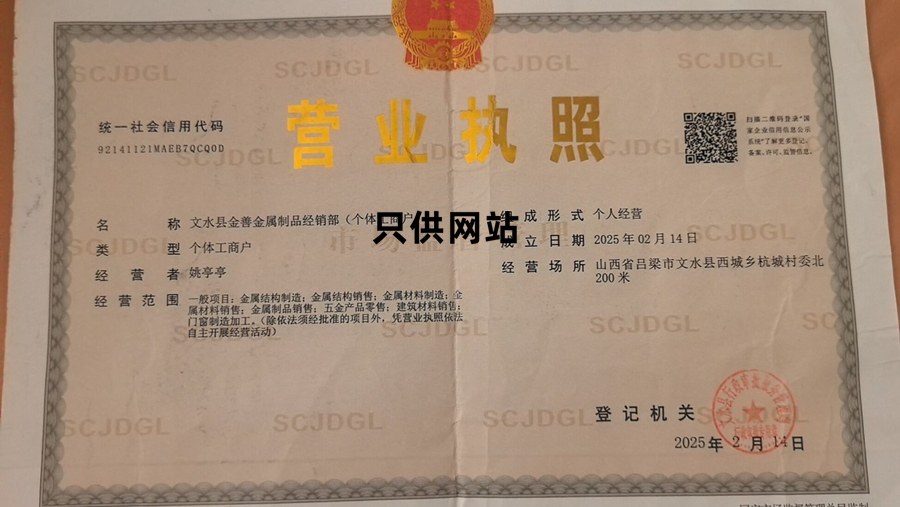 营业执照
统一社会信用代码
92141121MAEB7QCQ0D
扫描二维码登录"国
家企业信用信息公示
系统"了解更多登记、
备案、许可、监管信息。
名称 文水县金善金属制品经销部（个体工商户
类型 个体工商户
经营者 姚亭亭
经营范围 一般项目：金属结构制造；金属结构销售；金属材料制造；金
属材料销售；金属制品销售；五金产品零售；建筑材料销售；
门窗制造加工。（除依法须经批准的项目外，凭营业执照依法
自主开展经营活动）
只供网站
组成形式 个人经营
成立日期 2025年02月14日
经营场所 山西省吕梁市文水县西城乡杭城村委北
200米
登记机关
2025年2月14日
SCJDGL
SCJDGL
SCJDGL
SCJDGL
SCJDGL
SCJDGL
SCJDGL
SCJDGL
SCJDGL
SCJDGL
SCJDGL